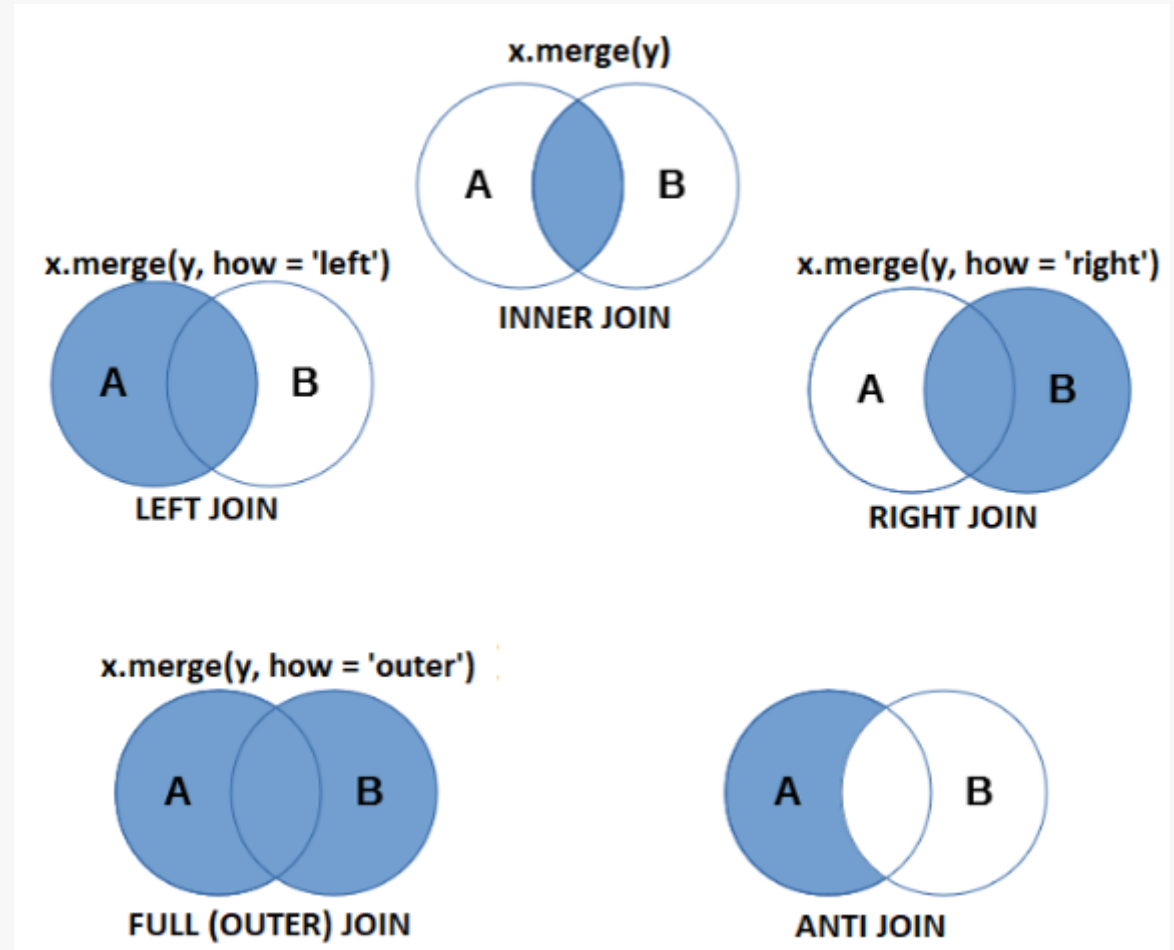 x.merge(y)
A B
INNER JOIN
x.merge(y, how = 'left')
A B
LEFT JOIN
x.merge(y, how = 'right')
A B
RIGHT JOIN
x.merge(y, how = 'outer')
A B
FULL (OUTER) JOIN
A B
ANTI JOIN